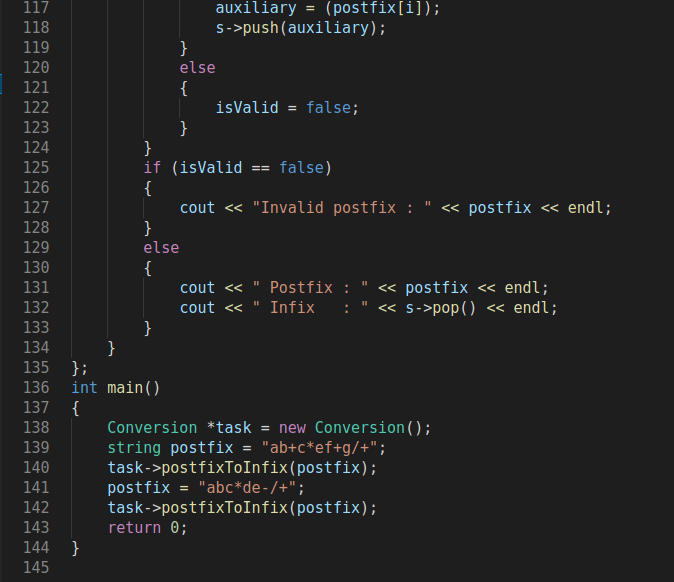 117                 auxiliary = (postfix[i]);
118                 s->push(auxiliary);
119             }
120             else
121             {
122                 isValid = false;
123             }
124         }
125         if (isValid == false)
126         {
127             cout << "Invalid postfix : " << postfix << endl;
128         }
129         else
130         {
131             cout << " Postfix : " << postfix << endl;
132             cout << " Infix   : " << s->pop() << endl;
133         }
134     }
135 };
136 int main()
137 {
138     Conversion *task = new Conversion();
139     string postfix = "ab+c*ef+g/+";
140     task->postfixToInfix(postfix);
141     postfix = "abc*de-/+";
142     task->postfixToInfix(postfix);
143     return 0;
144 }
145